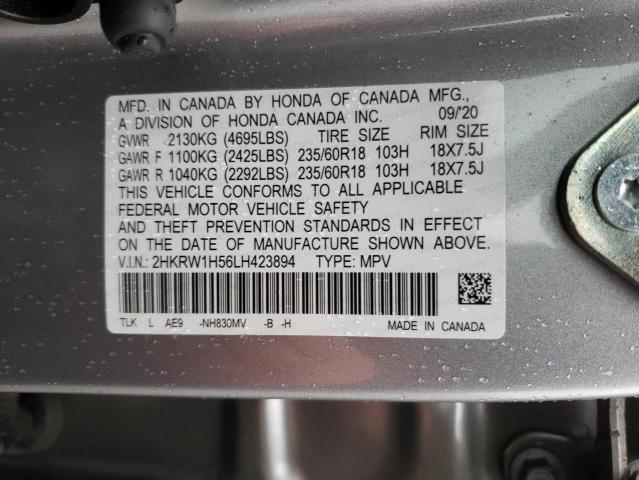 MFD. IN CANADA BY HONDA OF CANADA MFG.,
A DIVISION OF HONDA CANADA INC. 09/'20
GVWR 2130KG (4695LBS) TIRE SIZE RIM SIZE
GAWR F 1100KG (2425LBS) 235/60R18 103H 18X7.5J
GAWR R 1040KG (2292LBS) 235/60R18 103H 18X7.5J
THIS VEHICLE CONFORMS TO ALL APPLICABLE
FEDERAL MOTOR VEHICLE SAFETY
AND THEFT PREVENTION STANDARDS IN EFFECT
ON THE DATE OF MANUFACTURE SHOWN ABOVE.
V.I.N.: 2HKRW1H56LH423894 TYPE: MPV
TLK L AE9 -NH830MV -B -H MADE IN CANADA